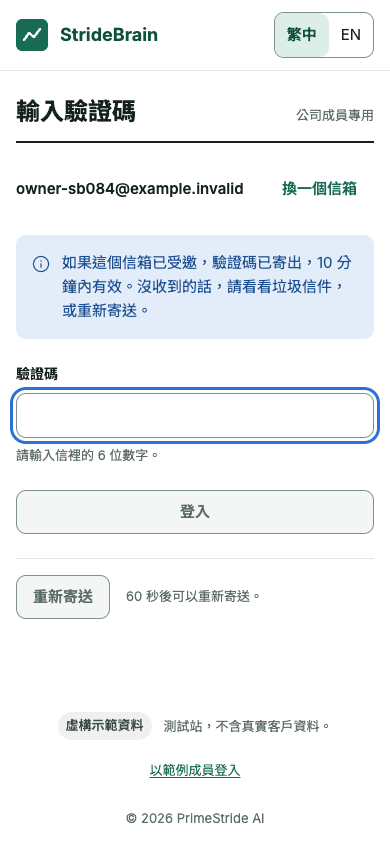 StrideBrain
繁中 EN
輸入驗證碼
公司成員專用
owner-sb084@example.invalid 換一個信箱
如果這個信箱已受邀，驗證碼已寄出，10 分
鐘內有效。沒收到的話，請看看垃圾信件，
或重新寄送。
驗證碼
請輸入信裡的 6 位數字。
登入
重新寄送 60 秒後可以重新寄送。
虛構示範資料 測試站，不含真實客戶資料。
以範例成員登入
© 2026 PrimeStride AI